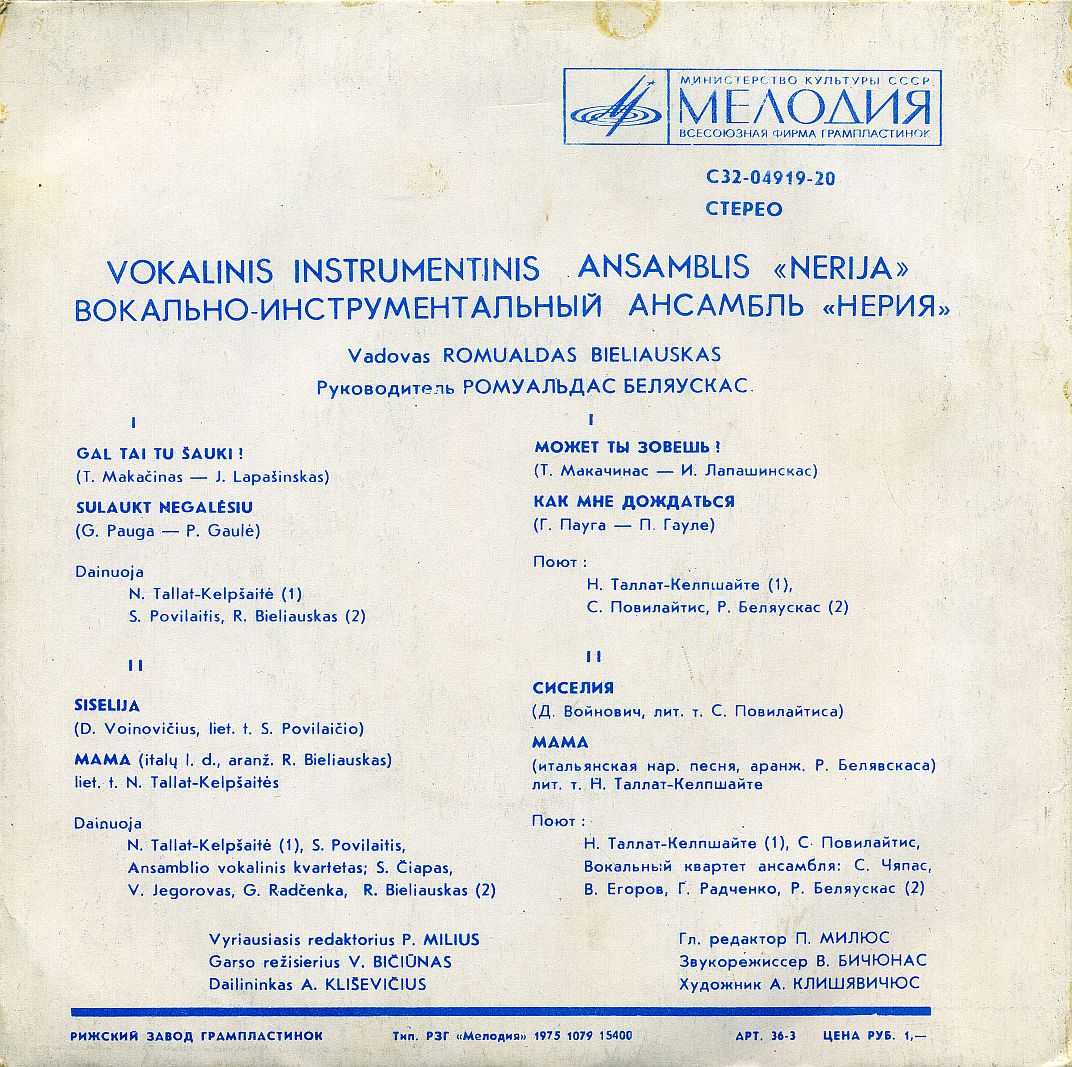 МИНИСТЕРСТВО КУЛЬТУРЫ СССР
МЕЛОДИЯ
ВСЕСОЮЗНАЯ ФИРМА ГРАМПЛАСТИНОК
С32-04919-20
СТЕРЕО
VOKALINIS INSTRUMENTINIS ANSAMBLIS «NERIJA»
ВОКАЛЬНО-ИНСТРУМЕНТАЛЬНЫЙ АНСАМБЛЬ «НЕРИЯ»
Vadovas ROMUALDAS BIELIAUSKAS
Руководитель РОМУАЛЬДАС БЕЛЯУСКАС.
I
GAL TAI TU ŠAUKI !
(T. Makačinas — J. Lapašinskas)
SULAUKT NEGALĖSIU
(G. Pauga — P. Gaulė)
Dainuoja
N. Tallat-Kelpšaitė (1)
S. Povilaitis, R. Bieliauskas (2)
II
SISELIJA
(D. Voinovičius, liet. t. S. Povilaičio)
MAMA (italų l. d., aranž. R. Bieliauskas)
liet. t. N. Tallat-Kelpšaitės
Dainuoja
N. Tallat-Kelpšaitė (1), S. Povilaitis,
Ansamblio vokalinis kvartetas; S. Čiapas,
V. Jegorovas, G. Radčenka, R. Bieliauskas (2)
I
МОЖЕТ ТЫ ЗОВЕШЬ !
(Т. Макачинас — И. Лапашинскас)
КАК МНЕ ДОЖДАТЬСЯ
(Г. Пауга — П. Гауле)
Поют :
Н. Таллат-Келпшайте (1),
С. Повилайтис, Р. Беляускас (2)
II
СИСЕЛИЯ
(Д. Войнович, лит. т. С. Повилайтиса)
МАМА
(итальянская нар. песня, аранж. Р. Белявскаса)
лит. т. Н. Таллат-Келпшайте
Поют :
Н. Таллат-Келпшайте (1), С. Повилайтис,
Вокальный квартет ансамбля: С. Чяпас,
В. Егоров, Г. Радченко, Р. Беляускас (2)
Vyriausiasis redaktorius P. MILIUS
Garso režisierius V. BIČIŪNAS
Dailininkas A. KLIŠEVIČIUS
Гл. редактор П. МИЛЮС
Звукорежиссер В. БИЧЮНАС
Художник А. КЛИШЯВИЧЮС
РИЖСКИЙ ЗАВОД ГРАМПЛАСТИНОК Тип. РЗГ «Мелодия» 1975 1079 15400 АРТ. 36-3 ЦЕНА РУБ. 1,—